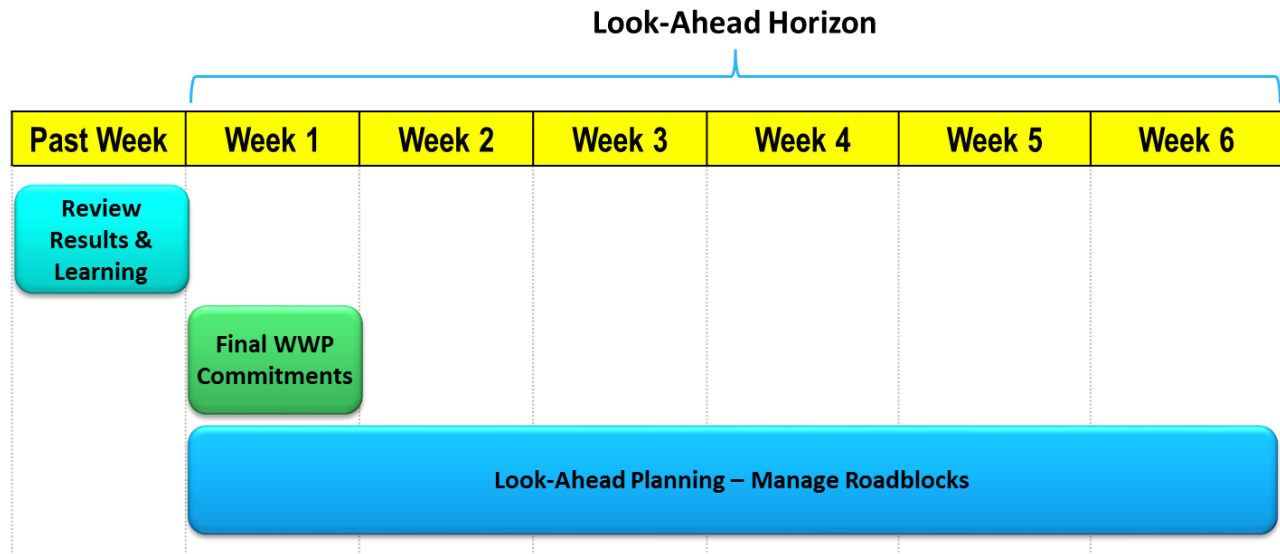 Look-Ahead Horizon
Past Week Week 1 Week 2 Week 3 Week 4 Week 5 Week 6
Review
Results &
Learning
Final WWP
Commitments
Look-Ahead Planning – Manage Roadblocks